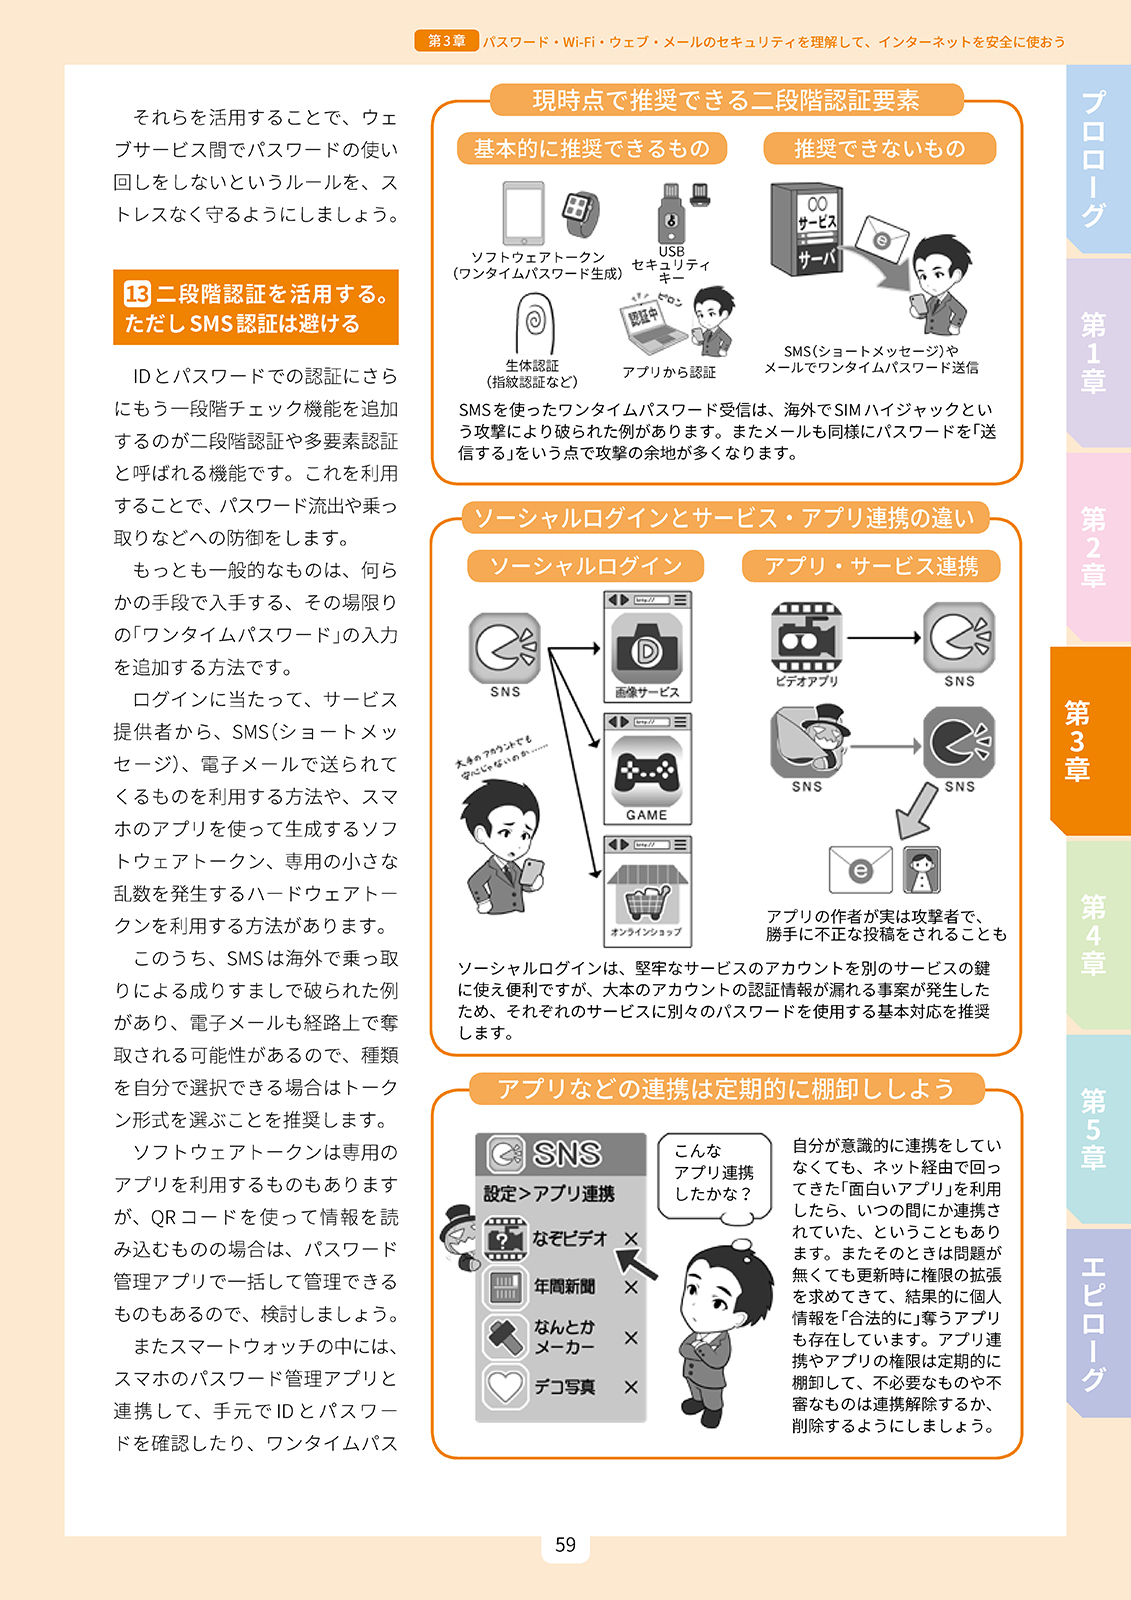 第3章 パスワード・Wi-Fi・ウェブ・メールのセキュリティを理解して、インターネットを安全に使おう
それらを活用することで、ウェ
ブサービス間でパスワードの使い
回しをしないというルールを、ス
トレスなく守るようにしましょう。
13 二段階認証を活用する。
ただしSMS認証は避ける
IDとパスワードでの認証にさら
にもう一段階チェック機能を追加
するのが二段階認証や多要素認証
と呼ばれる機能です。これを利用
することで、パスワード流出や乗っ
取りなどへの防御をします。
もっとも一般的なものは、何ら
かの手段で入手する、その場限り
の「ワンタイムパスワード」の入力
を追加する方法です。
ログインに当たって、サービス
提供者から、SMS(ショートメッ
セージ)、電子メールで送られて
くるものを利用する方法や、スマ
ホのアプリを使って生成するソフ
トウェアトークン、専用の小さな
乱数を発生するハードウェアトー
クンを利用する方法があります。
このうち、SMSは海外で乗っ取
りによる成りすましで破られた例
があり、電子メールも経路上で奪
取される可能性があるので、種類
を自分で選択できる場合はトーク
ン形式を選ぶことを推奨します。
ソフトウェアトークンは専用の
アプリを利用するものもあります
が、QRコードを使って情報を読
み込むものの場合は、パスワード
管理アプリで一括して管理できる
ものもあるので、検討しましょう。
またスマートウォッチの中には、
スマホのパスワード管理アプリと
連携して、手元でIDとパスワー
ドを確認したり、ワンタイムパス
現時点で推奨できる二段階認証要素
基本的に推奨できるもの
ソフトウェアトークン
(ワンタイムパスワード生成)
USB
セキュリティ
キー
生体認証
(指紋認証など)
認証中
ピロン
アプリから認証
推奨できないもの
サービス
サーバ
e
SMS(ショートメッセージ)や
メールでワンタイムパスワード送信
SMSを使ったワンタイムパスワード受信は、海外でSIMハイジャックとい
う攻撃により破られた例があります。またメールも同様にパスワードを「送
信する」をいう点で攻撃の余地が多くなります。
ソーシャルログインとサービス・アプリ連携の違い
ソーシャルログイン
SNS
http://
D
画像サービス
http://
GAME
http://
オンラインショップ
大手のアカウントでも
安心じゃないのか……
アプリ・サービス連携
ビデオアプリ
SNS
SNS
SNS
e
アプリの作者が実は攻撃者で、
勝手に不正な投稿をされることも
ソーシャルログインは、堅牢なサービスのアカウントを別のサービスの鍵
に使え便利ですが、大本のアカウントの認証情報が漏れる事案が発生した
ため、それぞれのサービスに別々のパスワードを使用する基本対応を推奨
します。
アプリなどの連携は定期的に棚卸ししよう
SNS
設定>アプリ連携
?
なぞビデオ ×
年間新聞 ×
なんとか
メーカー ×
デコ写真 ×
こんな
アプリ連携
したかな?
自分が意識的に連携をしてい
なくても、ネット経由で回っ
てきた「面白いアプリ」を利用
したら、いつの間にか連携さ
れていた、ということもあり
ます。またそのときは問題が
無くても更新時に権限の拡張
を求めてきて、結果的に個人
情報を「合法的に」奪うアプリ
も存在しています。アプリ連
携やアプリの権限は定期的に
棚卸して、不必要なものや不
審なものは連携解除するか、
削除するようにしましょう。
プロローグ
第1章
第2章
第3章
第4章
第5章
エピローグ
59